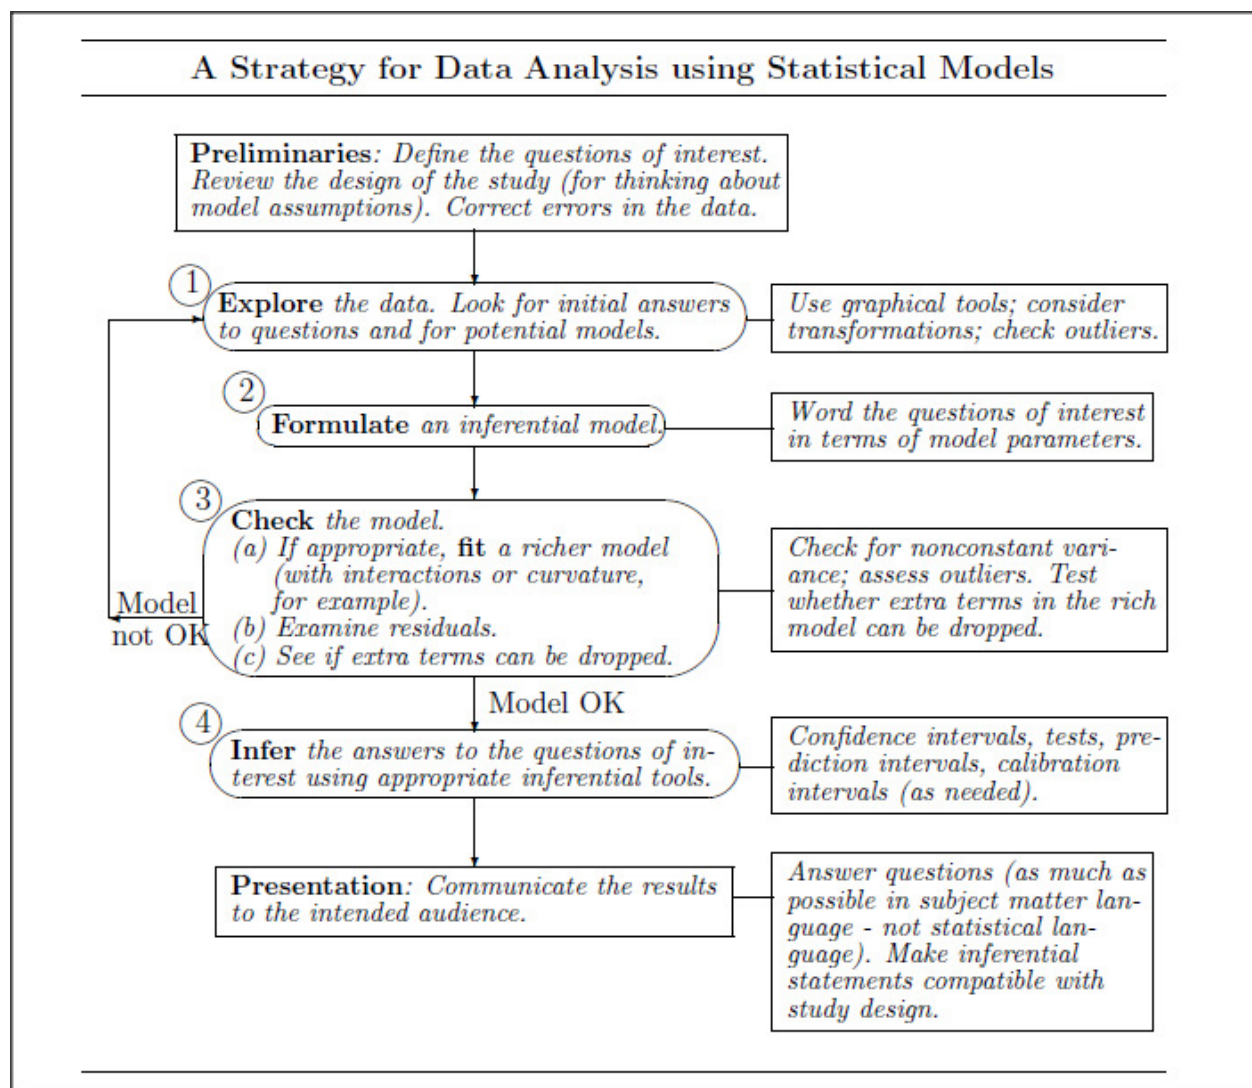 A Strategy for Data Analysis using Statistical Models
Preliminaries: Define the questions of interest.
Review the design of the study (for thinking about
model assumptions). Correct errors in the data.
1
Explore the data. Look for initial answers
to questions and for potential models.
Use graphical tools; consider
transformations; check outliers.
2
Formulate an inferential model.
Word the questions of interest
in terms of model parameters.
3
Check the model.
(a) If appropriate, fit a richer model
(with interactions or curvature,
for example).
(b) Examine residuals.
(c) See if extra terms can be dropped.
Check for nonconstant vari-
ance; assess outliers. Test
whether extra terms in the rich
model can be dropped.
Model
not OK
Model OK
4
Infer the answers to the questions of in-
terest using appropriate inferential tools.
Confidence intervals, tests, pre-
diction intervals, calibration
intervals (as needed).
Presentation: Communicate the results
to the intended audience.
Answer questions (as much as
possible in subject matter lan-
guage - not statistical lan-
guage). Make inferential
statements compatible with
study design.